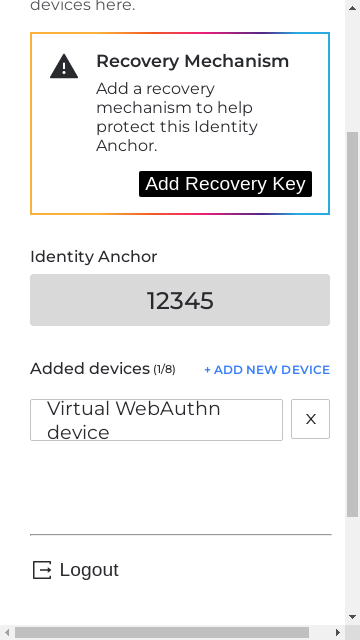 devices here.
Recovery Mechanism
Add a recovery
mechanism to help
protect this Identity
Anchor.
Add Recovery Key
Identity Anchor
12345
Added devices (1/8) + ADD NEW DEVICE
Virtual WebAuthn
device
X
Logout